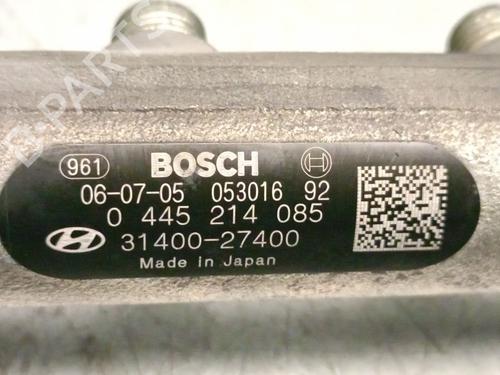 B-PARTS
961 BOSCH
06-07-05 053016 92
0 445 214 085
31400-27400
Made in Japan